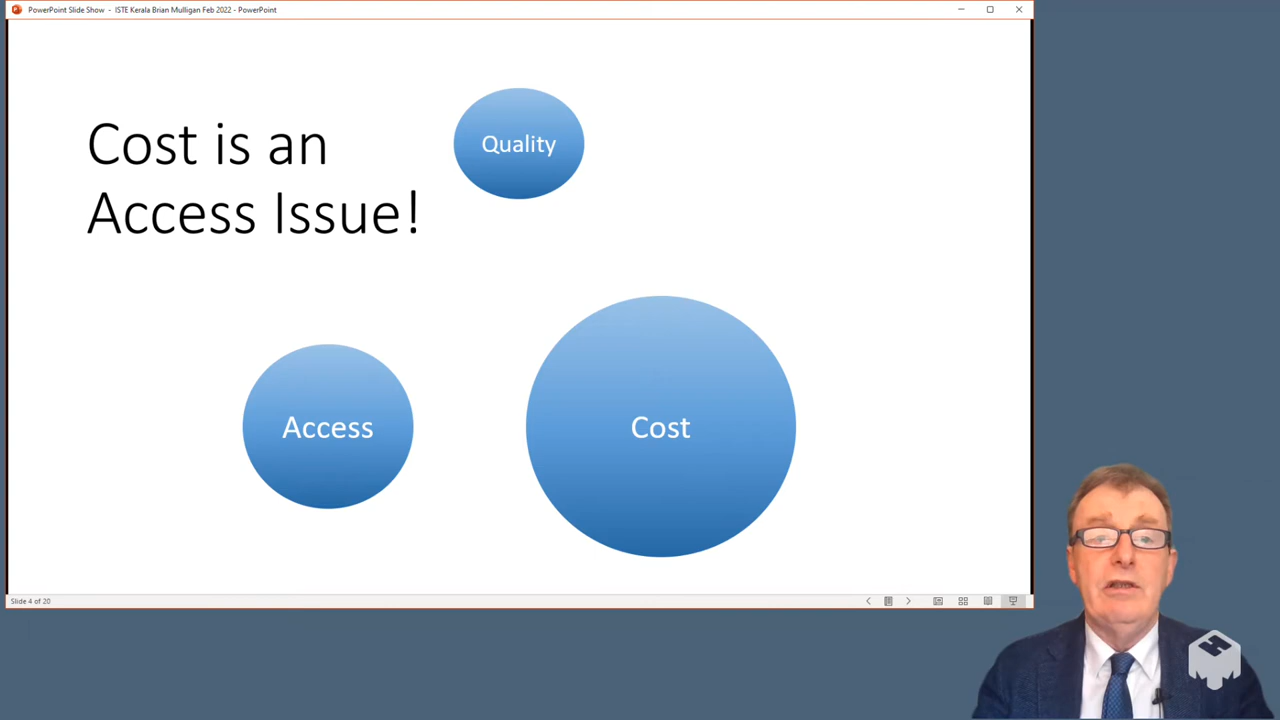 PowerPoint Slide Show - ISTE Kerala Brian Mulligan Feb 2022 - PowerPoint
Cost is an
Access Issue!
Quality
Access
Cost
Slide 4 of 20